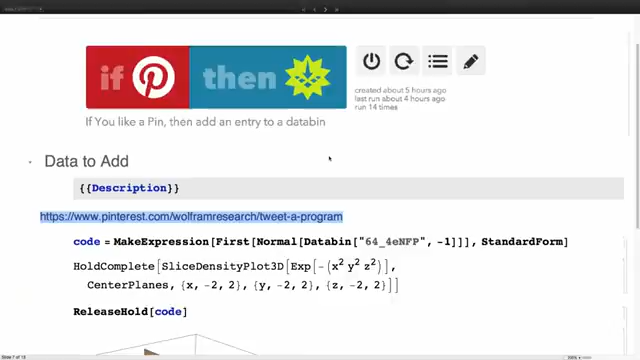 if then
created about 5 hours ago
last run about 4 hours ago
run 14 times
If You like a Pin, then add an entry to a databin
Data to Add
{{Description}}
https://www.pinterest.com/wolframresearch/tweet-a-program
code = MakeExpression[First[Normal[Databin["64_4eNFP", -1]]], StandardForm]
HoldComplete[SliceDensityPlot3D[Exp[-(x² y² z²)],
CenterPlanes, {x, -2, 2}, {y, -2, 2}, {z, -2, 2}]]
ReleaseHold[code]